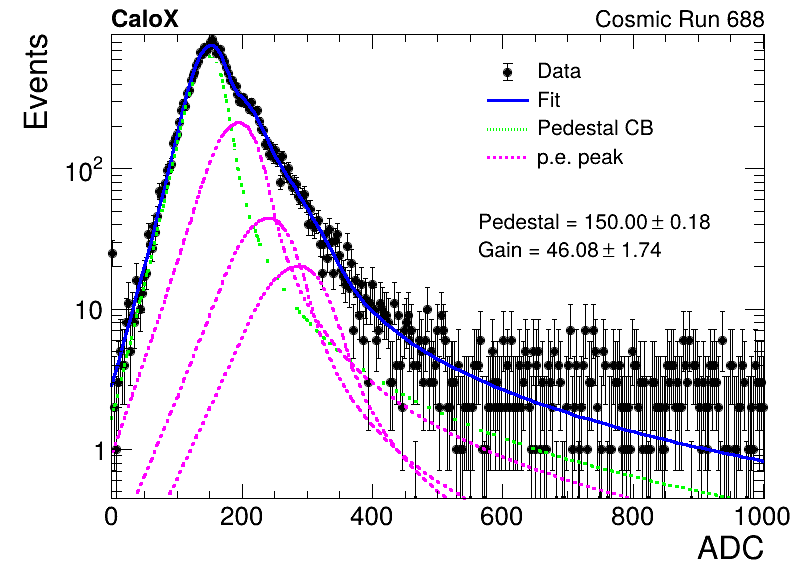 CaloX Cosmic Run 688
Events
Data
Fit
Pedestal CB
p.e. peak
Pedestal = 150.00 ± 0.18
Gain = 46.08 ± 1.74
10²
10
1
0 200 400 600 800 1000
ADC